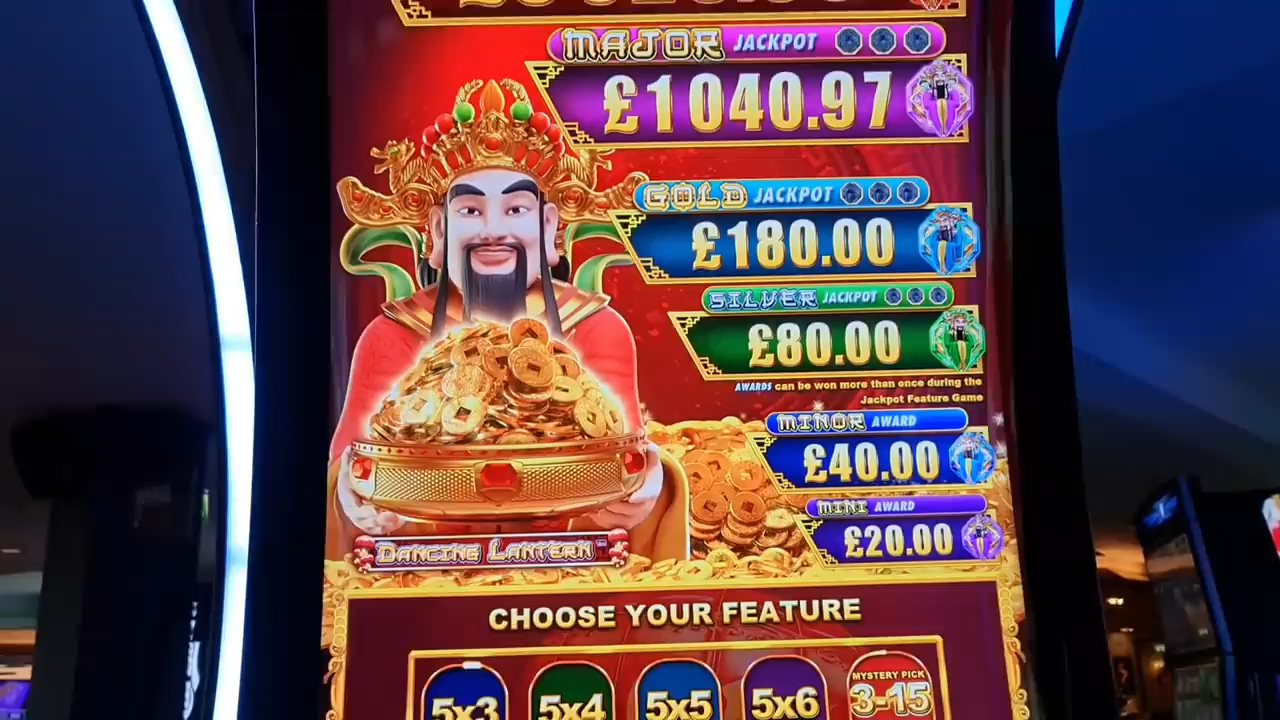 MAJOR JACKPOT
£1040.97
GOLD JACKPOT
£180.00
SILVER JACKPOT
£80.00
AWARDS can be won more than once during the
Jackpot Feature Game
MINOR AWARD
£40.00
MINI AWARD
£20.00
DANCING LANTERN
CHOOSE YOUR FEATURE
5x3
5x4
5x5
5x6
MYSTERY PICK
3-15